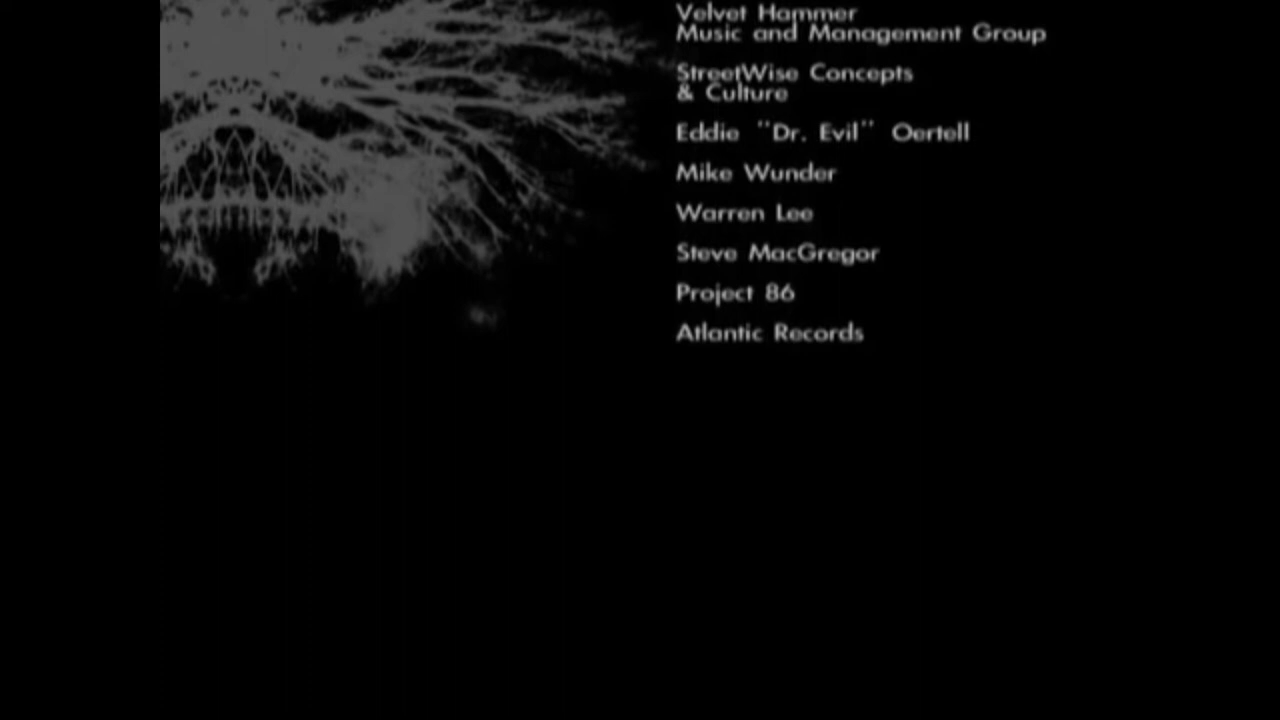 Velvet Hammer
Music and Management Group
StreetWise Concepts
& Culture
Eddie "Dr. Evil" Oertell
Mike Wunder
Warren Lee
Steve MacGregor
Project 86
Atlantic Records